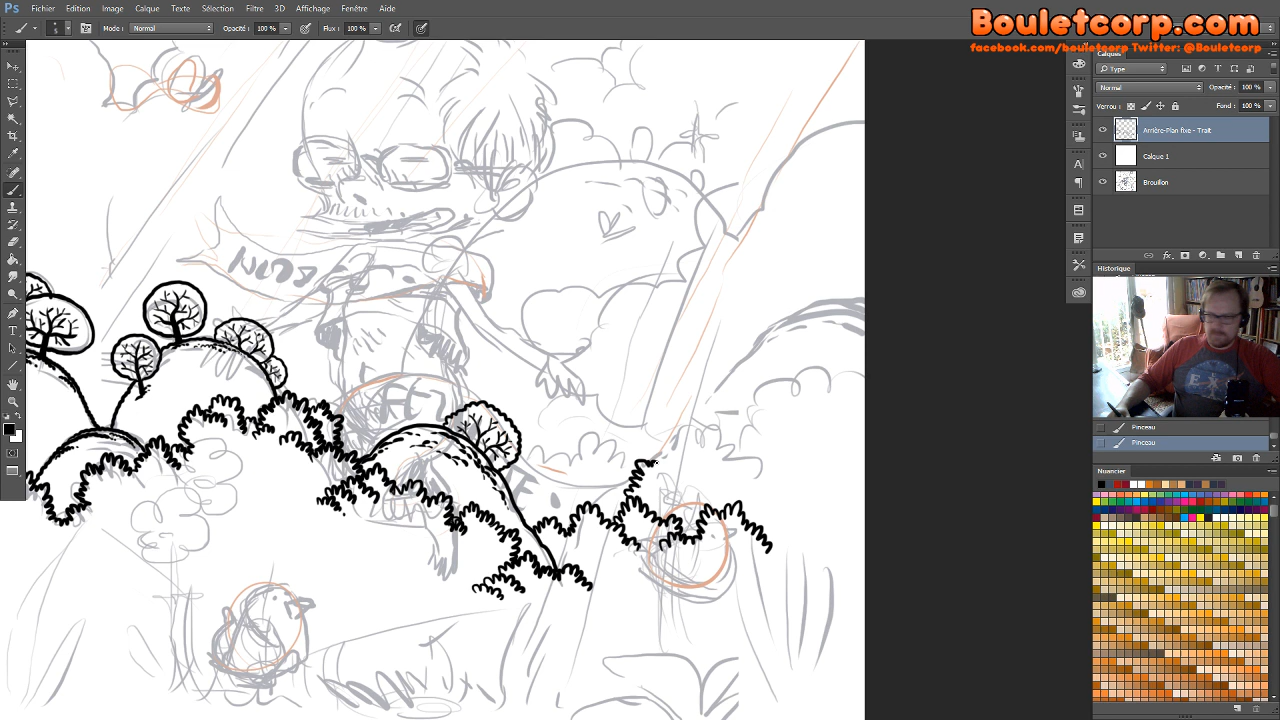 Ps Fichier Edition Image Calque Texte Sélection Filtre 3D Affichage Fenêtre Aide
Bouletcorp.com
facebook.com/bouletcorp Twitter: @Bouletcorp
5 Mode : Normal Opacité : 100 % Flux : 100 %
Calques
Type
Normal Opacité : 100 %
Verrou : Fond : 100 %
Arrière-Plan fixe - Trait
Calque 1
Brouillon
Historique
Pinceau
Pinceau
Nuancier